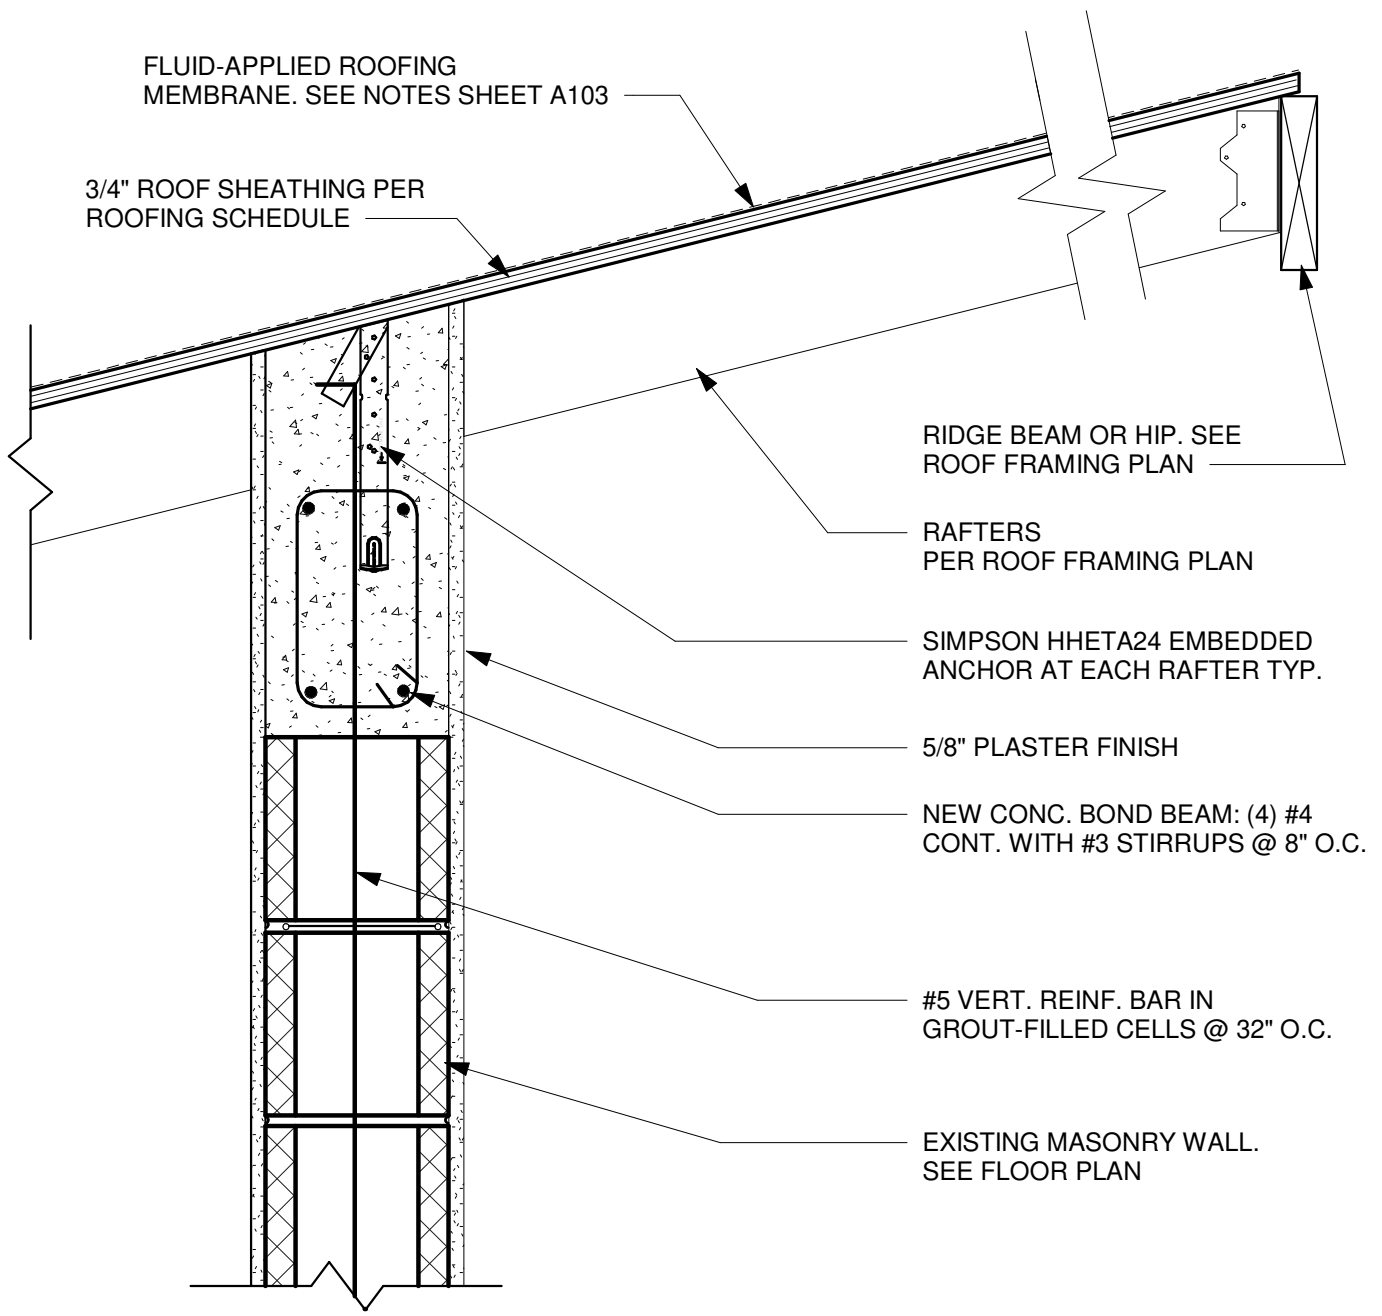 FLUID-APPLIED ROOFING
MEMBRANE. SEE NOTES SHEET A103
3/4" ROOF SHEATHING PER
ROOFING SCHEDULE
RIDGE BEAM OR HIP. SEE
ROOF FRAMING PLAN
RAFTERS
PER ROOF FRAMING PLAN
SIMPSON HHETA24 EMBEDDED
ANCHOR AT EACH RAFTER TYP.
5/8" PLASTER FINISH
NEW CONC. BOND BEAM: (4) #4
CONT. WITH #3 STIRRUPS @ 8" O.C.
#5 VERT. REINF. BAR IN
GROUT-FILLED CELLS @ 32" O.C.
EXISTING MASONRY WALL.
SEE FLOOR PLAN